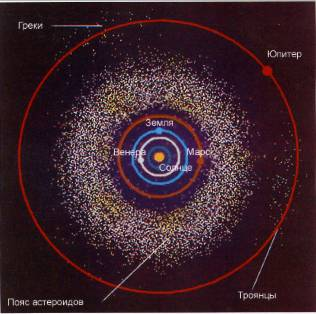 Греки
Юпитер
Земля
Венера
Марс
Солнце
Пояс астероидов
Троянцы